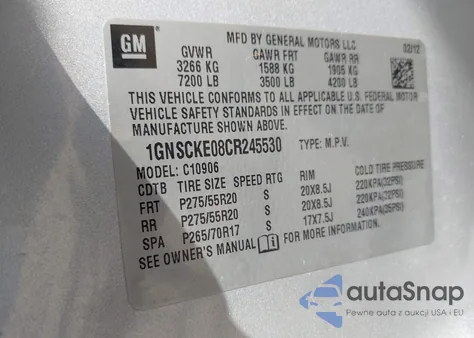 GM
MFD BY GENERAL MOTORS LLC
02/12
GVWR GAWR FRT GAWR RR
3266 KG 1588 KG 1905 KG
7200 LB 3500 LB 4200 LB
THIS VEHICLE CONFORMS TO ALL APPLICABLE U.S. FEDERAL MOTOR
VEHICLE SAFETY STANDARDS IN EFFECT ON THE DATE OF
MANUFACTURE SHOWN ABOVE.
1GNSCKE08CR245530 TYPE: M.P.V.
MODEL: C10906
CDTB TIRE SIZE SPEED RTG RIM COLD TIRE PRESSURE
FRT P275/55R20 S 20X8.5J 220KPA(32PSI)
RR P275/55R20 S 20X8.5J 220KPA(32PSI)
SPA P265/70R17 S 17X7.5J 240KPA(35PSI)
SEE OWNER'S MANUAL FOR MORE INFORMATION.
autoSnap
Pewne auta z aukcji USA i EU